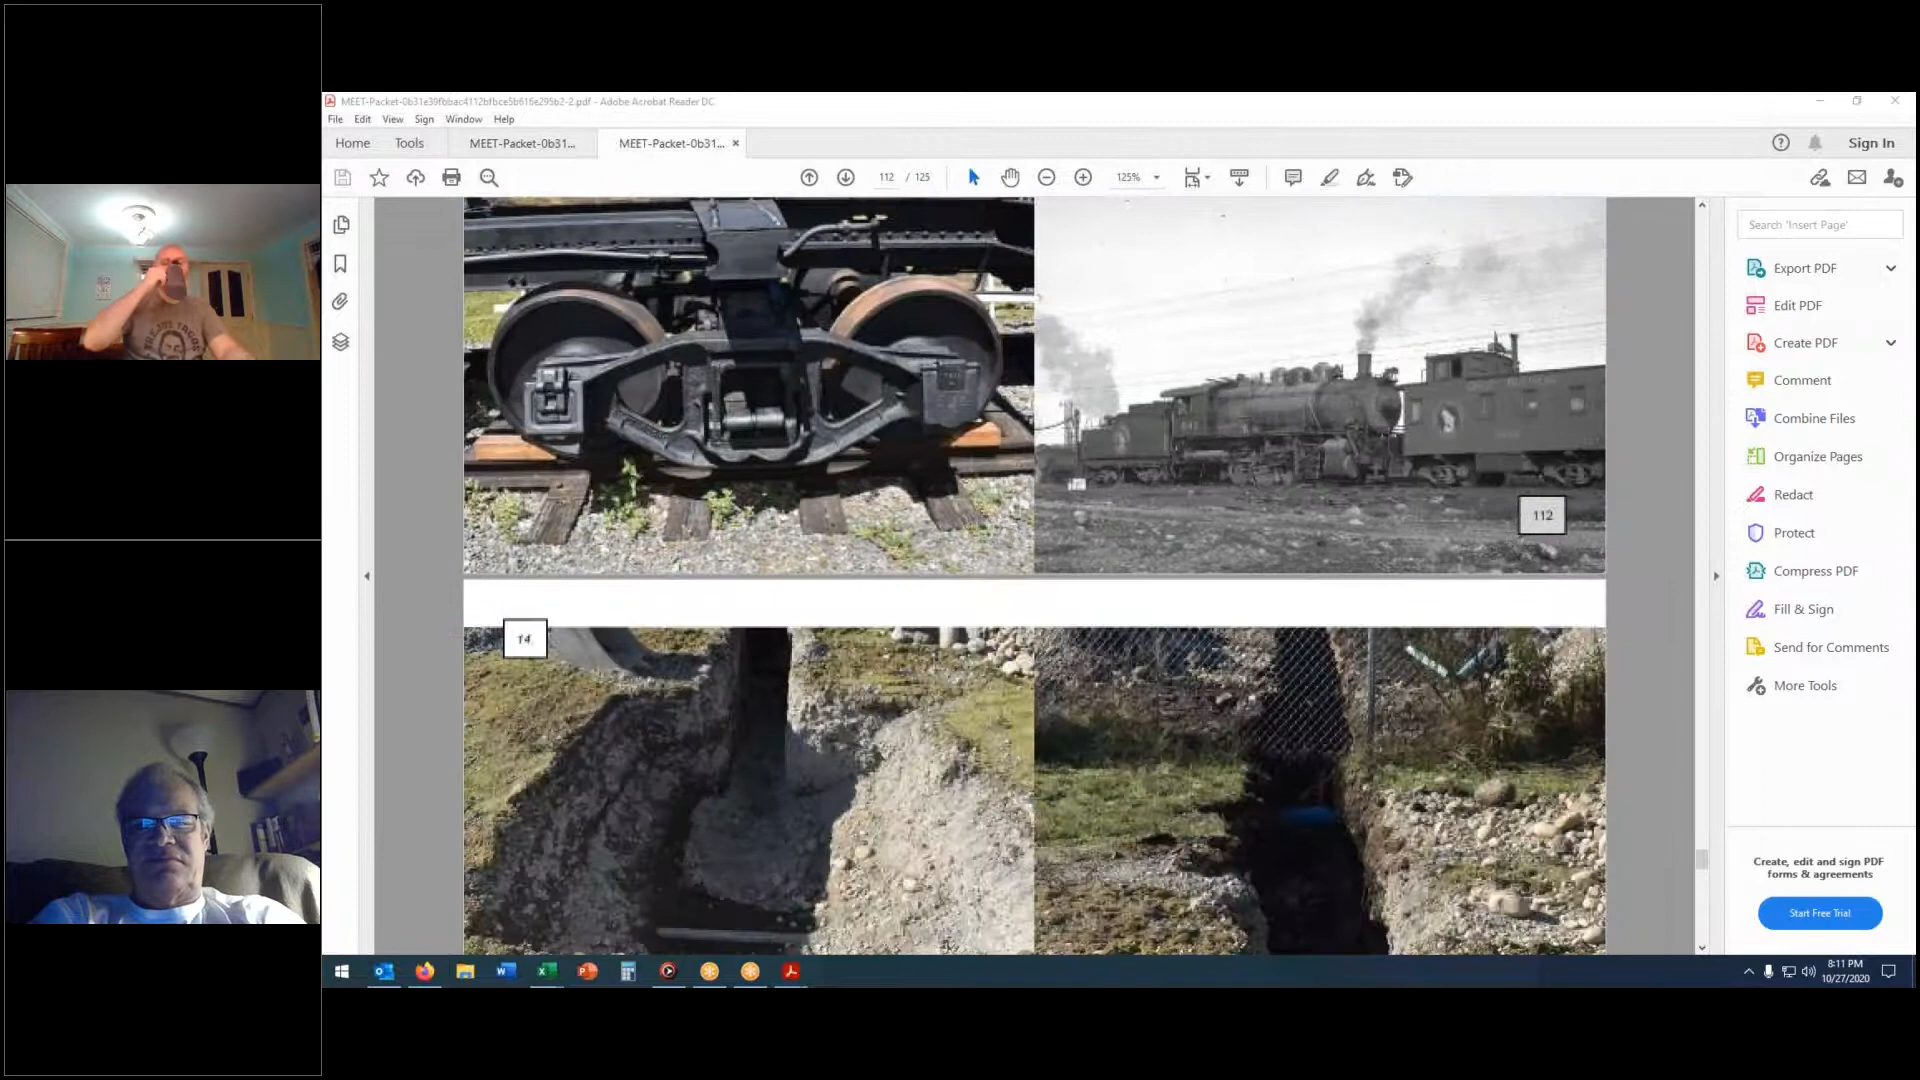 MEET-Packet-0b31e39fbbac4112bfbce5b616e295b2-2.pdf - Adobe Acrobat Reader DC
File Edit View Sign Window Help
Home Tools MEET-Packet-0b31... MEET-Packet-0b31... ×
Sign In
112 / 125
125%
Search 'Insert Page'
Export PDF
Edit PDF
Create PDF
Comment
Combine Files
Organize Pages
Redact
Protect
Compress PDF
Fill & Sign
Send for Comments
More Tools
112
14
Create, edit and sign PDF
forms & agreements
Start Free Trial
8:11 PM
10/27/2020